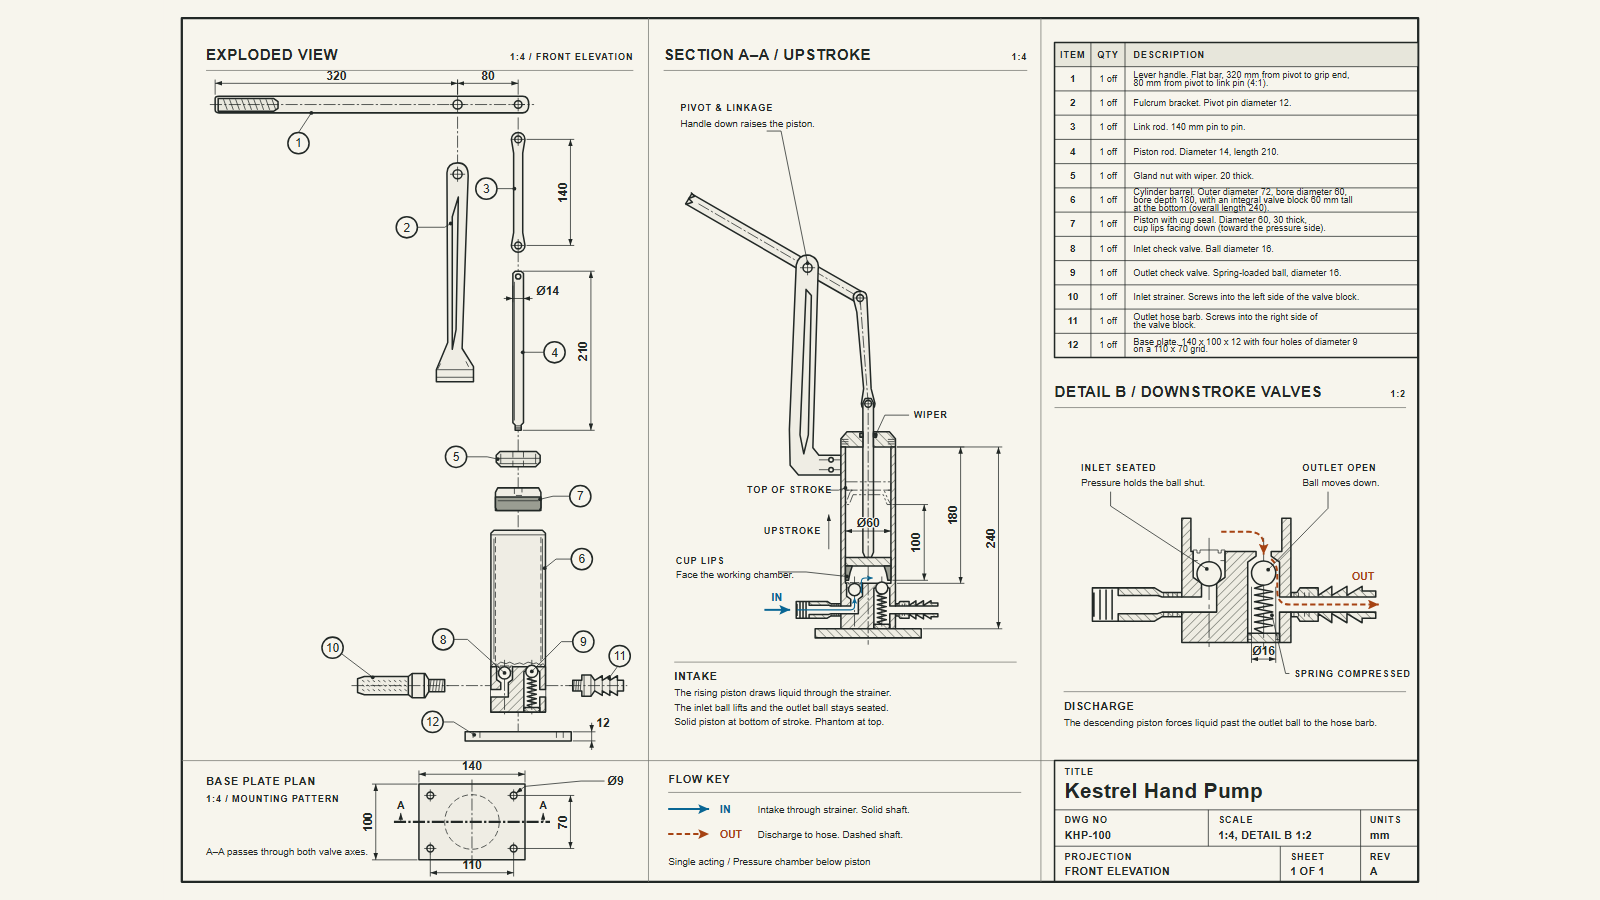 EXPLODED VIEW
1:4 / FRONT ELEVATION
320
80
1
2
3
140
Ø14
4
210
5
7
6
8
9
10
11
12
12
SECTION A–A / UPSTROKE
1:4
PIVOT & LINKAGE
Handle down raises the piston.
WIPER
TOP OF STROKE
UPSTROKE
Ø60
100
180
240
CUP LIPS
Face the working chamber.
IN
INTAKE
The rising piston draws liquid through the strainer.
The inlet ball lifts and the outlet ball stays seated.
Solid piston at bottom of stroke. Phantom at top.
ITEM QTY DESCRIPTION
1 1 off Lever handle. Flat bar, 320 mm from pivot to grip end,
80 mm from pivot to link pin (4:1).
2 1 off Fulcrum bracket. Pivot pin diameter 12.
3 1 off Link rod. 140 mm pin to pin.
4 1 off Piston rod. Diameter 14, length 210.
5 1 off Gland nut with wiper. 20 thick.
6 1 off Cylinder barrel. Outer diameter 72, bore diameter 60,
bore depth 180, with an integral valve block 60 mm tall
at the bottom (overall length 240).
7 1 off Piston with cup seal. Diameter 60, 30 thick,
cup lips facing down (toward the pressure side).
8 1 off Inlet check valve. Ball diameter 16.
9 1 off Outlet check valve. Spring-loaded ball, diameter 16.
10 1 off Inlet strainer. Screws into the left side of the valve block.
11 1 off Outlet hose barb. Screws into the right side of
the valve block.
12 1 off Base plate. 140 x 100 x 12 with four holes of diameter 9
on a 110 x 70 grid.
DETAIL B / DOWNSTROKE VALVES
1:2
INLET SEATED
Pressure holds the ball shut.
OUTLET OPEN
Ball moves down.
OUT
Ø16
SPRING COMPRESSED
DISCHARGE
The descending piston forces liquid past the outlet ball to the hose barb.
BASE PLATE PLAN
1:4 / MOUNTING PATTERN
A–A passes through both valve axes.
140
Ø9
A
A
100
70
110
FLOW KEY
IN Intake through strainer. Solid shaft.
OUT Discharge to hose. Dashed shaft.
Single acting / Pressure chamber below piston
TITLE
Kestrel Hand Pump
DWG NO
KHP-100
SCALE
1:4, DETAIL B 1:2
UNITS
mm
PROJECTION
FRONT ELEVATION
SHEET
1 OF 1
REV
A